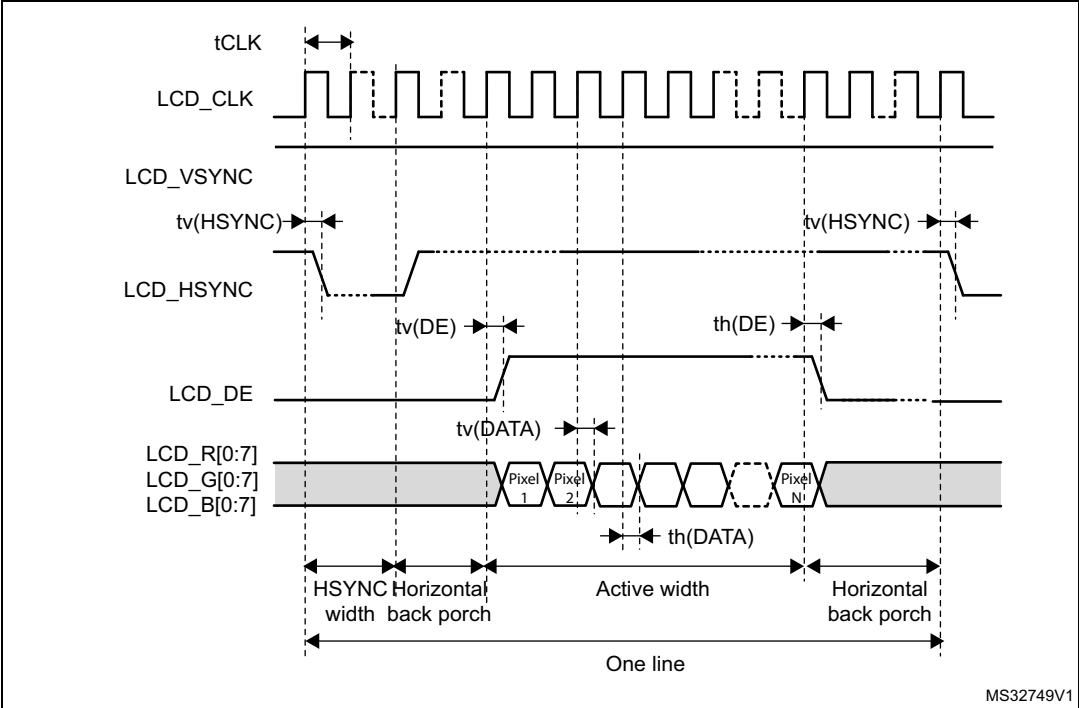 tCLK
LCD_CLK
LCD_VSYNC
tv(HSYNC)
tv(HSYNC)
LCD_HSYNC
tv(DE)
th(DE)
LCD_DE
tv(DATA)
LCD_R[0:7]
LCD_G[0:7]
LCD_B[0:7]
Pixel
1
Pixel
2
Pixel
N
th(DATA)
HSYNC
width
Horizontal
back porch
Active width
Horizontal
back porch
One line
MS32749V1